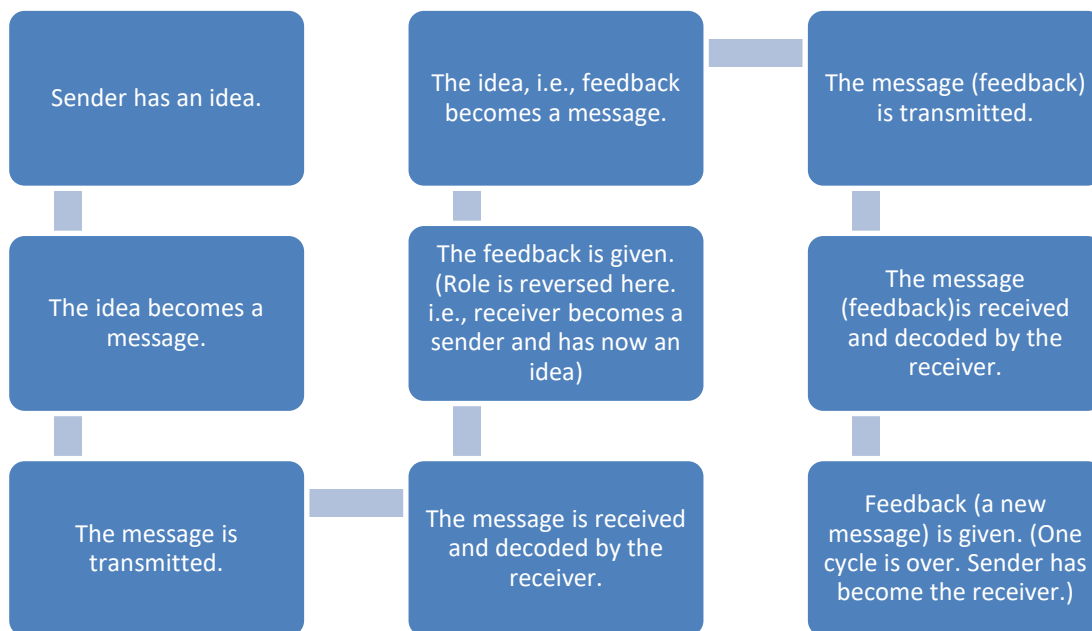 Sender has an idea.
The idea becomes a
message.
The message is
transmitted.
The message is received
and decoded by the
receiver.
The feedback is given.
(Role is reversed here.
i.e., receiver becomes a
sender and has now an
idea)
The idea, i.e., feedback
becomes a message.
The message (feedback)
is transmitted.
The message
(feedback)is received
and decoded by the
receiver.
Feedback (a new
message) is given. (One
cycle is over. Sender has
become the receiver.)